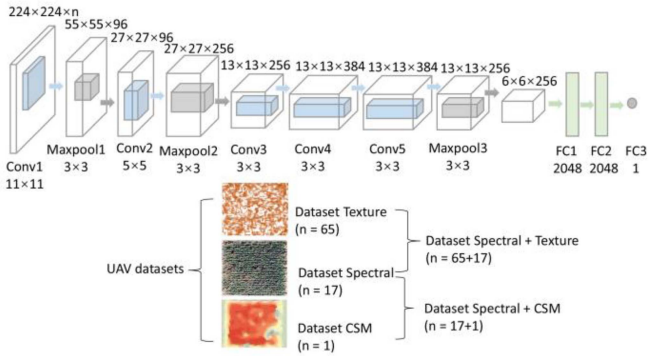 224×224×n
55×55×96
27×27×96
27×27×256
13×13×256
13×13×384
13×13×384
13×13×256
6×6×256
Conv1
11×11
Maxpool1
3×3
Conv2
5×5
Maxpool2
3×3
Conv3
3×3
Conv4
3×3
Conv5
3×3
Maxpool3
3×3
FC1
2048
FC2
2048
FC3
1
UAV datasets
Dataset Texture
(n = 65)
Dataset Spectral
(n = 17)
Dataset CSM
(n = 1)
Dataset Spectral + Texture
(n = 65+17)
Dataset Spectral + CSM
(n = 17+1)